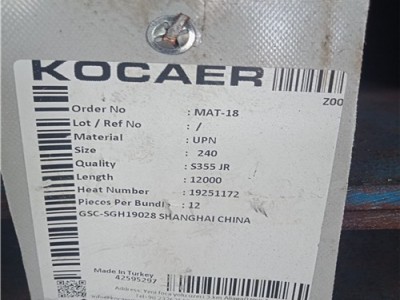 KOCAER
Z00
Order No : MAT-18
Lot / Ref No : /
Material : UPN
Size : 240
Quality : S355 JR
Length : 12000
Heat Number : 19251172
Pieces Per Bundl : 12
GSC-SGH19028 SHANGHAI CHINA
Made In Turkey
42595297